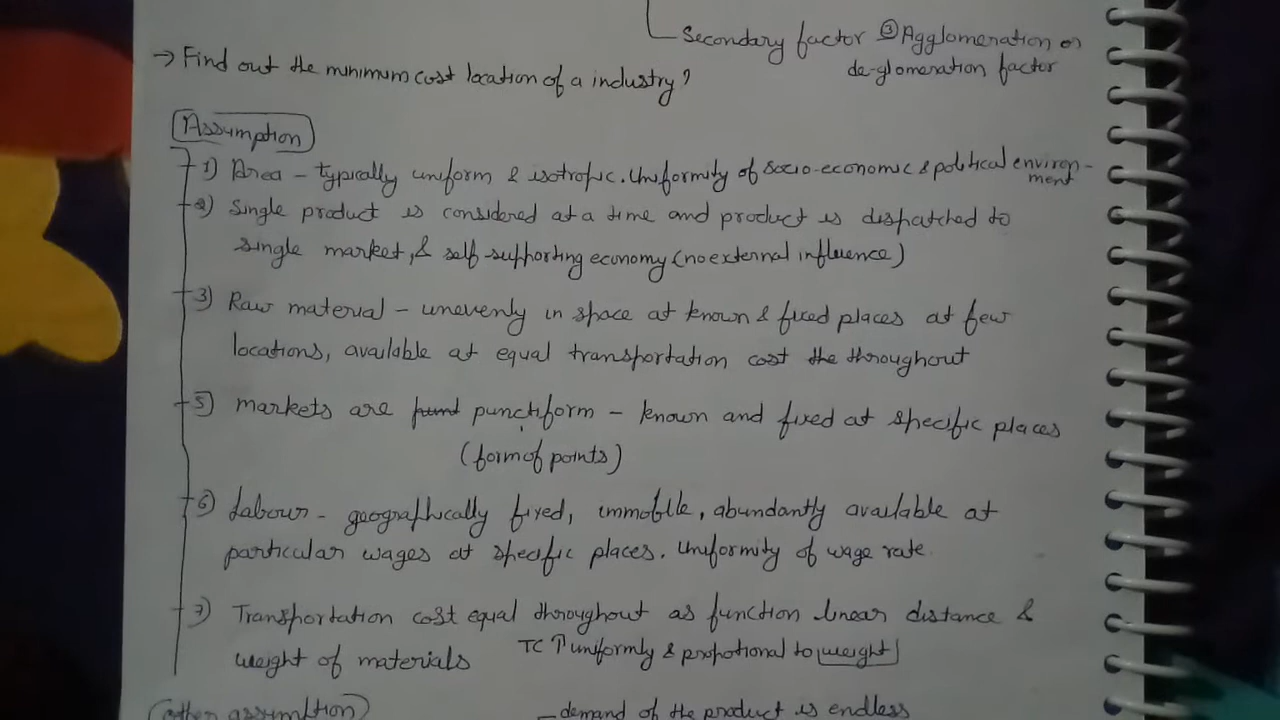 Secondary factor ③ Agglomeration or
de-glomeration factor
→ Find out the minimum cost location of a industry?
Assumption
1) Area – typically uniform & isotropic. Uniformity of socio-economic & political environ-
ment
2) Single product is considered at a time and product is dispatched to
single market, & self supporting economy (no external influence)
3) Raw material – unevenly in space at known & fixed places at few
locations, available at equal transportation cost the throughout
5) markets are punctiform – known and fixed at specific places
(form of points)
6) Labour – geographically fixed, immobile, abundantly available at
particular wages at specific places. Uniformity of wage rate.
7) Transportation cost equal throughout as function linear distance &
weight of materials TC ↑ uniformly & propotional to weight
(other assumption) – demand of the product is endless